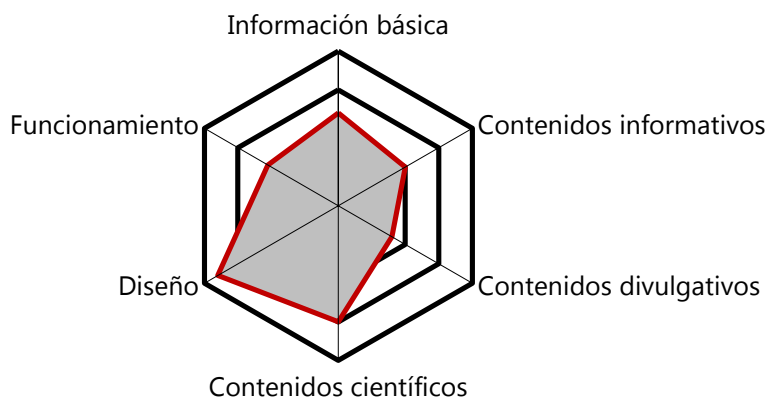 Información básica
Funcionamiento
Contenidos informativos
Diseño
Contenidos divulgativos
Contenidos científicos